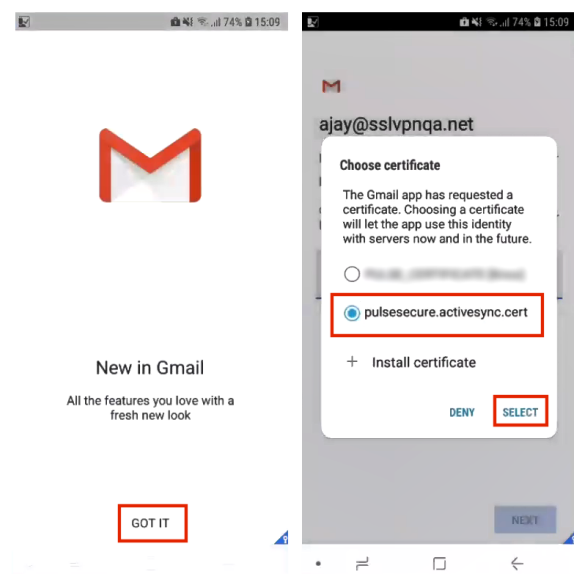 74% 15:09
New in Gmail
All the features you love with a
fresh new look
GOT IT
74% 15:09
ajay@sslvpnqa.net
Choose certificate
The Gmail app has requested a
certificate. Choosing a certificate
will let the app use this identity
with servers now and in the future.
pulsesecure.activesync.cert
+ Install certificate
DENY SELECT
NEXT